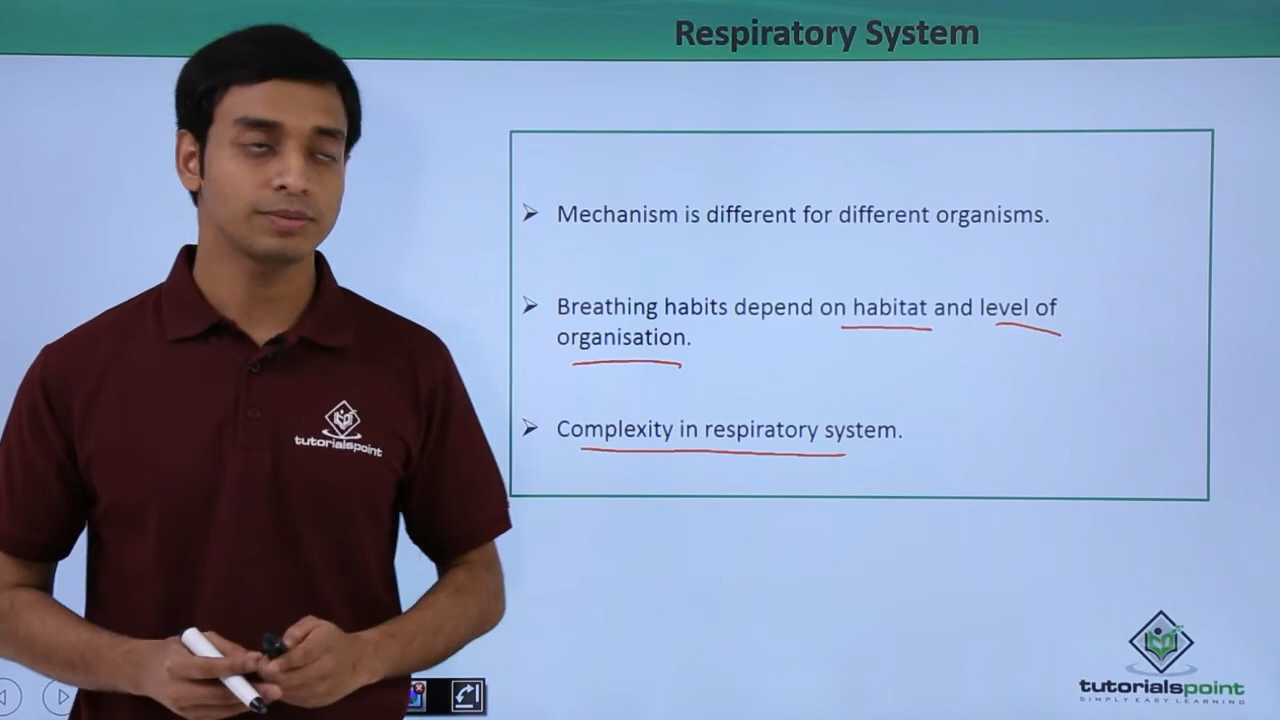 Respiratory System
Mechanism is different for different organisms.
Breathing habits depend on habitat and level of
organisation.
Complexity in respiratory system.
tutorialspoint
tutorialspoint
SIMPLY EASY LEARNING